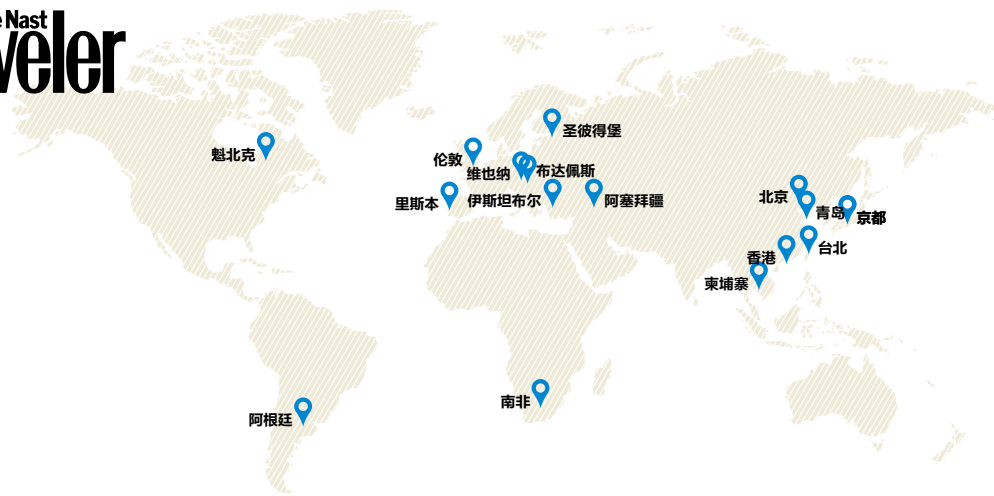 e Nast
veler
圣彼得堡
魁北克
伦敦
维也纳
布达佩斯
里斯本
伊斯坦布尔
阿塞拜疆
北京
青岛
京都
香港
台北
柬埔寨
南非
阿根廷